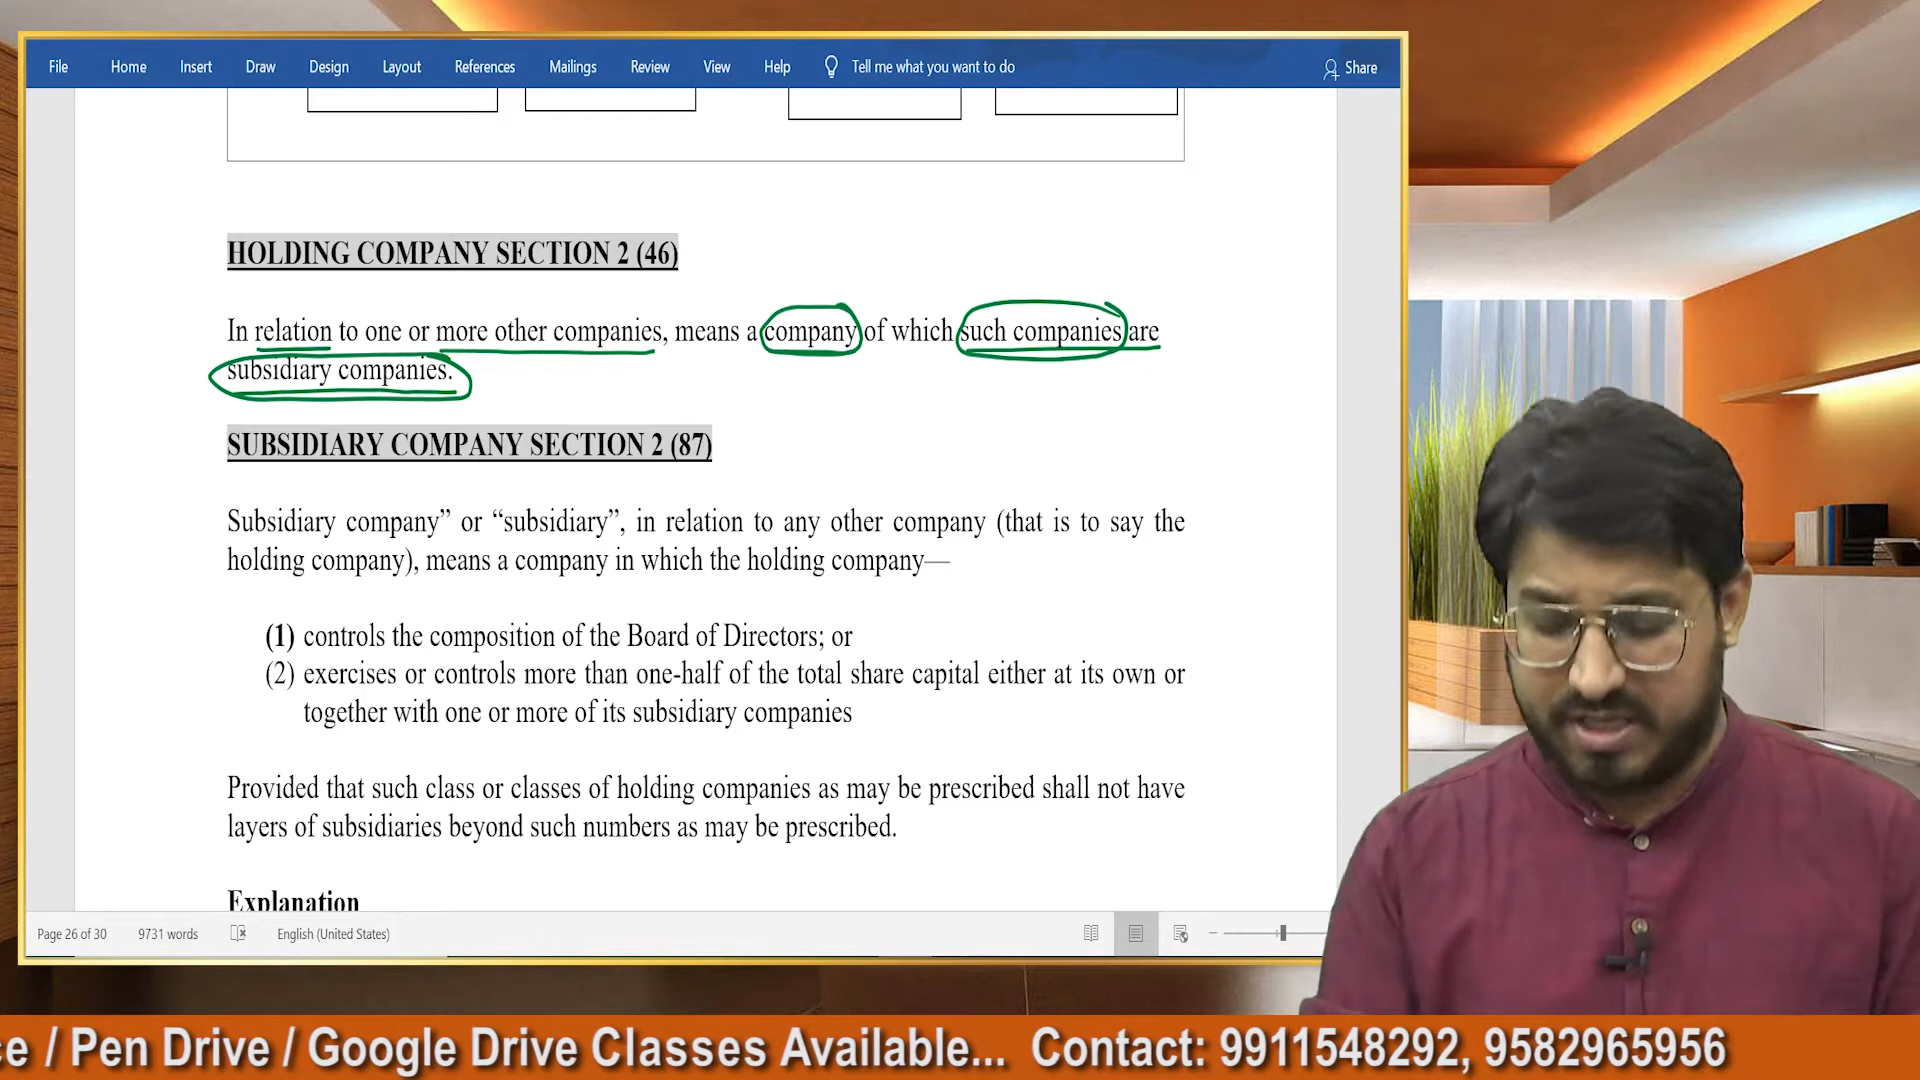 File Home Insert Draw Design Layout References Mailings Review View Help Tell me what you want to do Share
HOLDING COMPANY SECTION 2 (46)
In relation to one or more other companies, means a company of which such companies are
subsidiary companies.
SUBSIDIARY COMPANY SECTION 2 (87)
Subsidiary company” or “subsidiary”, in relation to any other company (that is to say the
holding company), means a company in which the holding company—
(1) controls the composition of the Board of Directors; or
(2) exercises or controls more than one-half of the total share capital either at its own or
together with one or more of its subsidiary companies
Provided that such class or classes of holding companies as may be prescribed shall not have
layers of subsidiaries beyond such numbers as may be prescribed.
Explanation
Page 26 of 30 9731 words English (United States)
ce / Pen Drive / Google Drive Classes Available... Contact: 9911548292, 9582965956